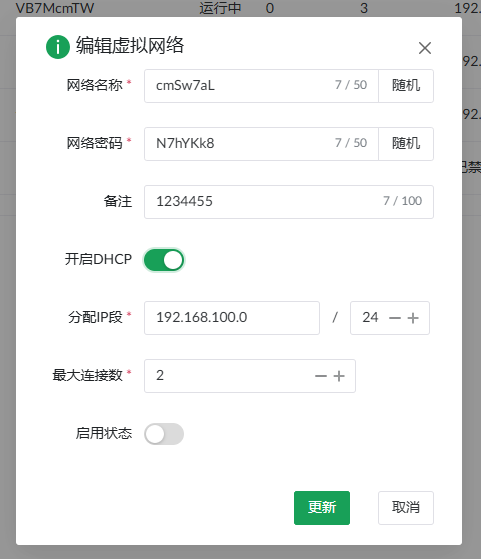 VB7McmTW 运行中 0 3 192.
编辑虚拟网络
网络名称 * cmSw7aL 7 / 50 随机
92.
网络密码 * N7hYKk8 7 / 50 随机
备注 1234455 7 / 100
开启DHCP
分配IP段 * 192.168.100.0 / 24
最大连接数 * 2
启用状态
更新 取消